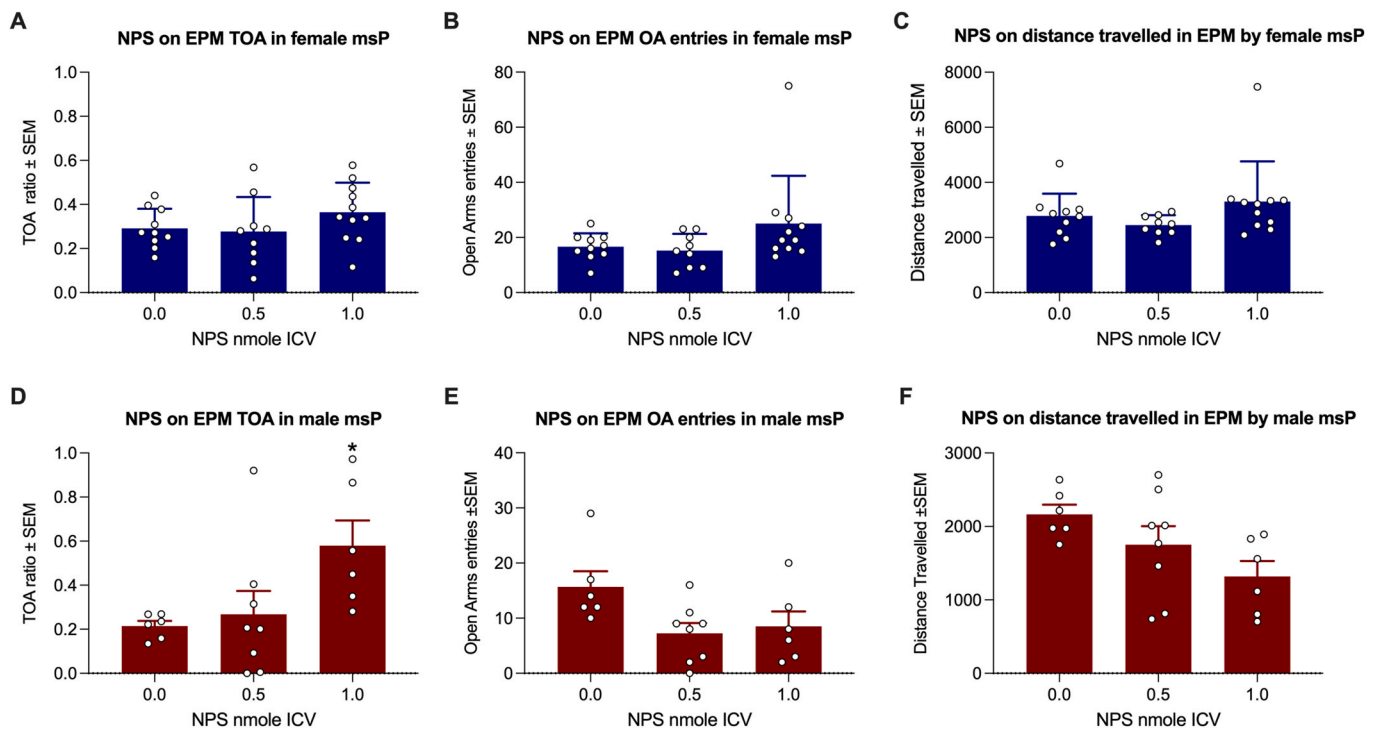 A
NPS on EPM TOA in female msP
TOA ratio ± SEM
1.0
0.8
0.6
0.4
0.2
0.0
0.0 0.5 1.0
NPS nmole ICV
B
NPS on EPM OA entries in female msP
Open Arms entries ± SEM
80
60
40
20
0
0.0 0.5 1.0
NPS nmole ICV
C
NPS on distance travelled in EPM by female msP
Distance travelled ± SEM
8000
6000
4000
2000
0
0.0 0.5 1.0
NPS nmole ICV
D
NPS on EPM TOA in male msP
TOA ratio ± SEM
1.0
0.8
0.6
0.4
0.2
0.0
*
0.0 0.5 1.0
NPS nmole ICV
E
NPS on EPM OA entries in male msP
Open Arms entries ±SEM
40
30
20
10
0
0.0 0.5 1.0
NPS nmole ICV
F
NPS on distance travelled in EPM by male msP
Distance Travelled ±SEM
3000
2000
1000
0
0.0 0.5 1.0
NPS nmole ICV